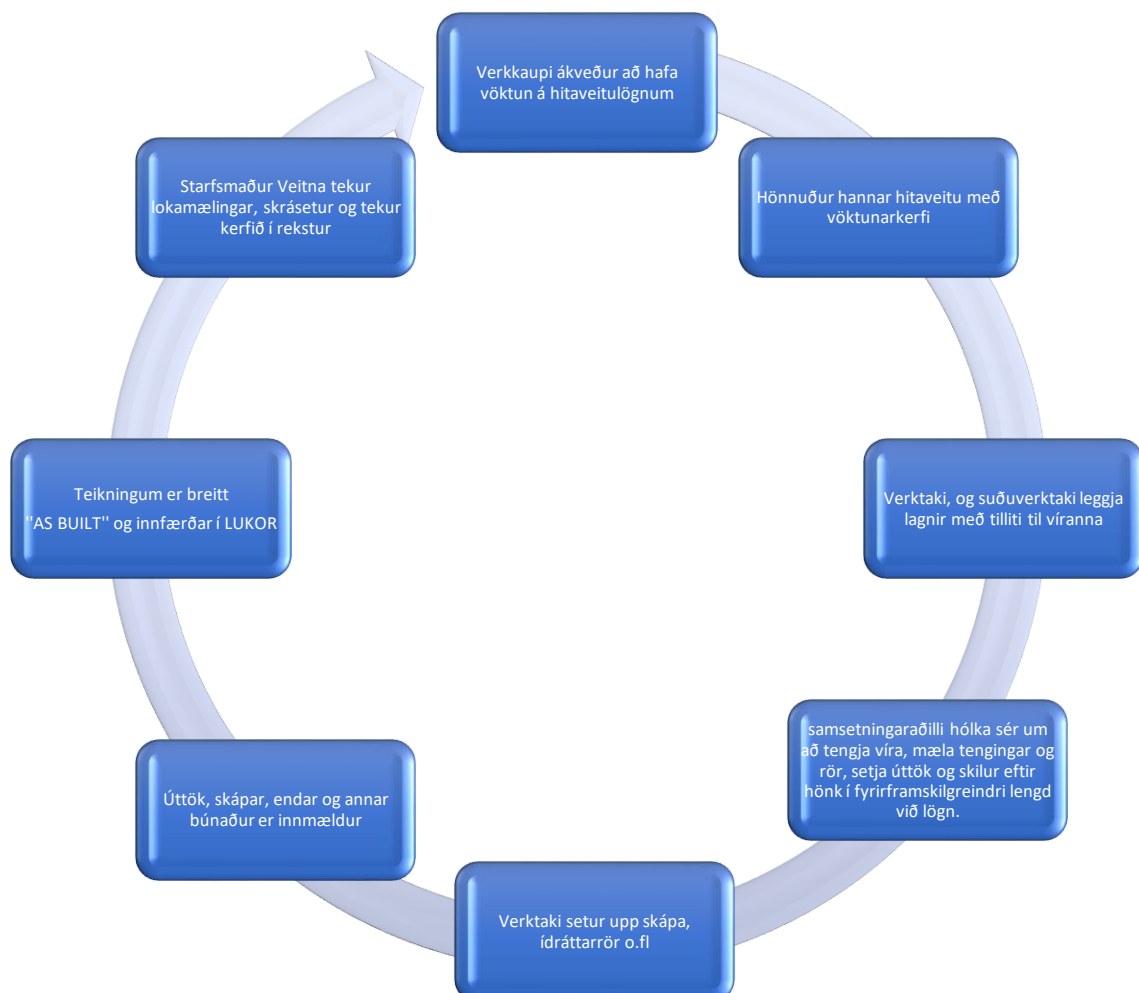 Verkkaupi ákveður að hafa
vöktun á hitaveitulögnum
Hönnuður hannar hitaveitu með
vöktunarkerfi
Verktaki, og suðuverktaki leggja
lagnir með tilliti til víranna
samsetningaraðilli hólka sér um
að tengja víra, mæla tengingar og
rör, setja úttök og skilur eftir
hönk í fyrirframskilgreindri lengd
við lögn.
Verktaki setur upp skápa,
ídráttarrör o.fl
Úttök, skápar, endar og annar
búnaður er innmældur
Teikningum er breitt
"AS BUILT" og innfærðar í LUKOR
Starfsmaður Veitna tekur
lokamælingar, skrásetur og tekur
kerfið í rekstur